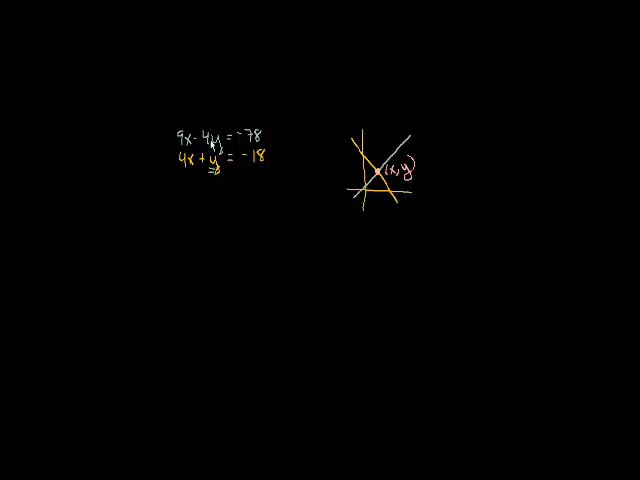 9x - 4y = -78
4x + y = -18
(x, y)